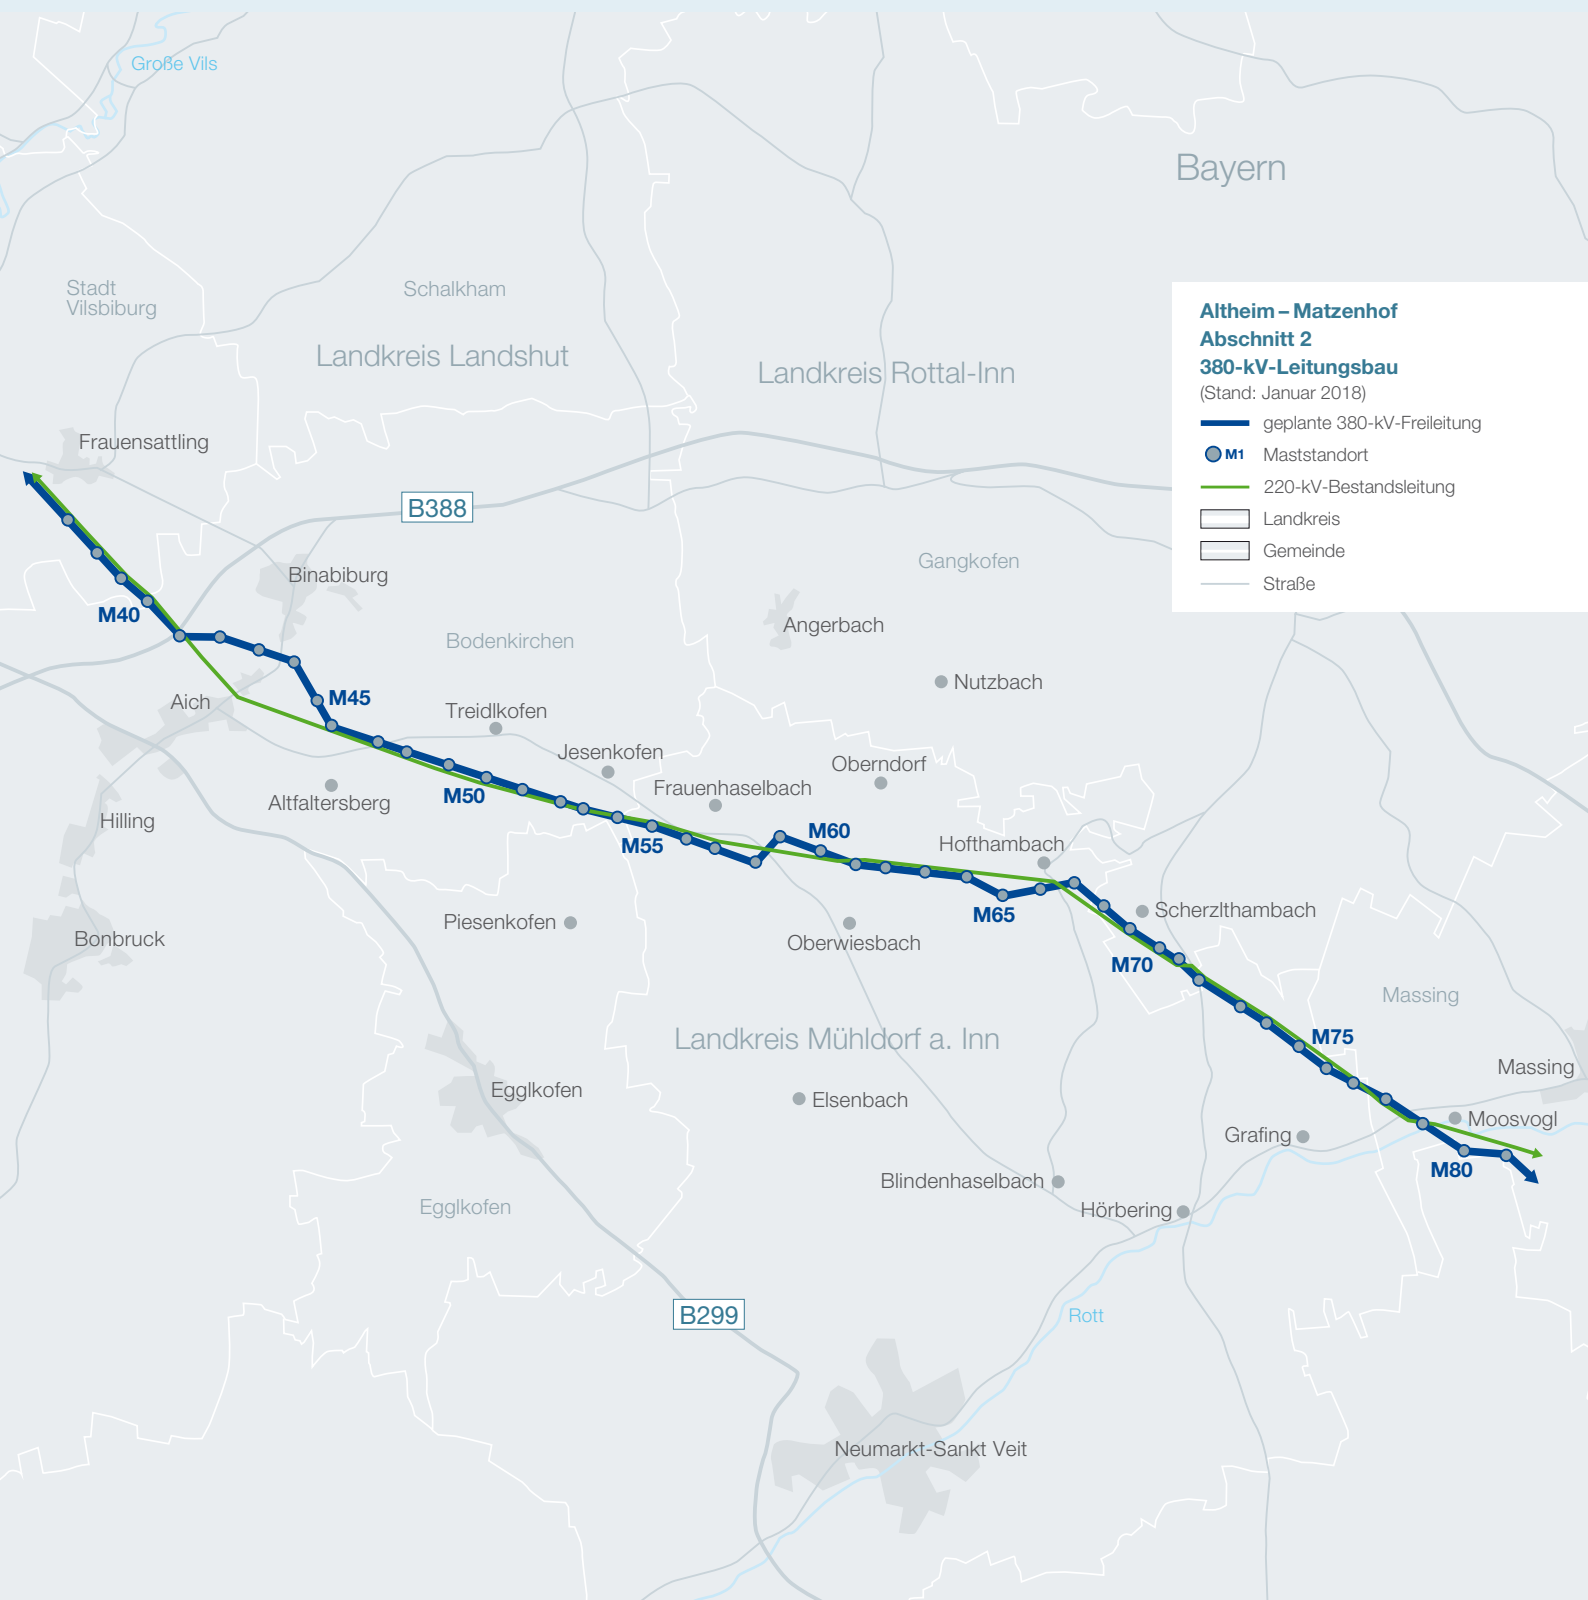 Große Vils
Bayern
Stadt
Vilsbiburg
Schalkham
Landkreis Landshut
Landkreis Rottal-Inn
Altheim – Matzenhof
Abschnitt 2
380-kV-Leitungsbau
(Stand: Januar 2018)
geplante 380-kV-Freileitung
M1 Maststandort
220-kV-Bestandsleitung
Landkreis
Gemeinde
Straße
Frauensattling
B388
Binabiburg
Gangkofen
M40
Angerbach
Bodenkirchen
Nutzbach
Aich
M45
Treidlkofen
Jesenkofen
Oberndorf
Frauenhaselbach
M50
Altfaltersberg
Hilling
M55
M60
Hofthambach
M65
Scherzlthambach
Piesenkofen
Oberwiesbach
Bonbruck
M70
Massing
Landkreis Mühldorf a. Inn
M75
Massing
Egglkofen
Elsenbach
Moosvogl
Grafing
M80
Blindenhaselbach
Hörbering
Egglkofen
B299
Rott
Neumarkt-Sankt Veit